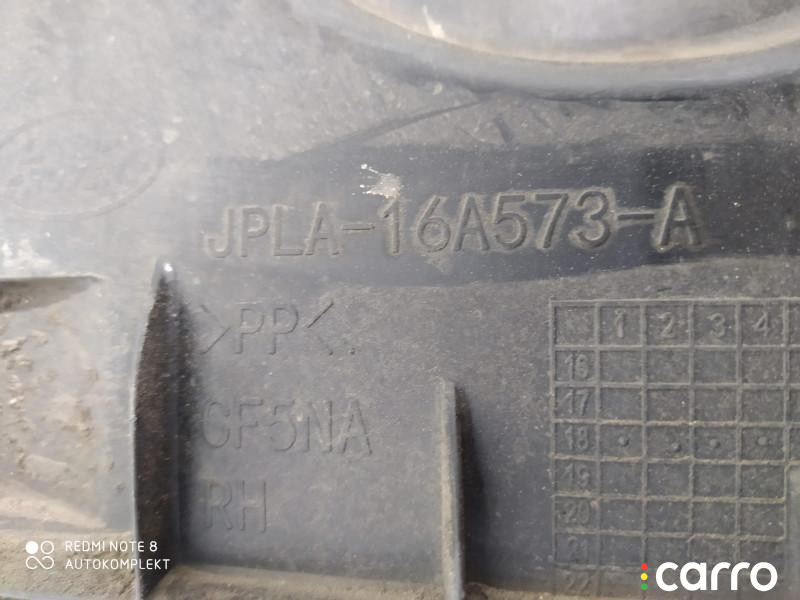 JPLA-16A573-A
>PP<.
CF5NA
RH
1 2 3 4
16
17
18
19
20
21
22
REDMI NOTE 8
AUTOKOMPLEKT
carro